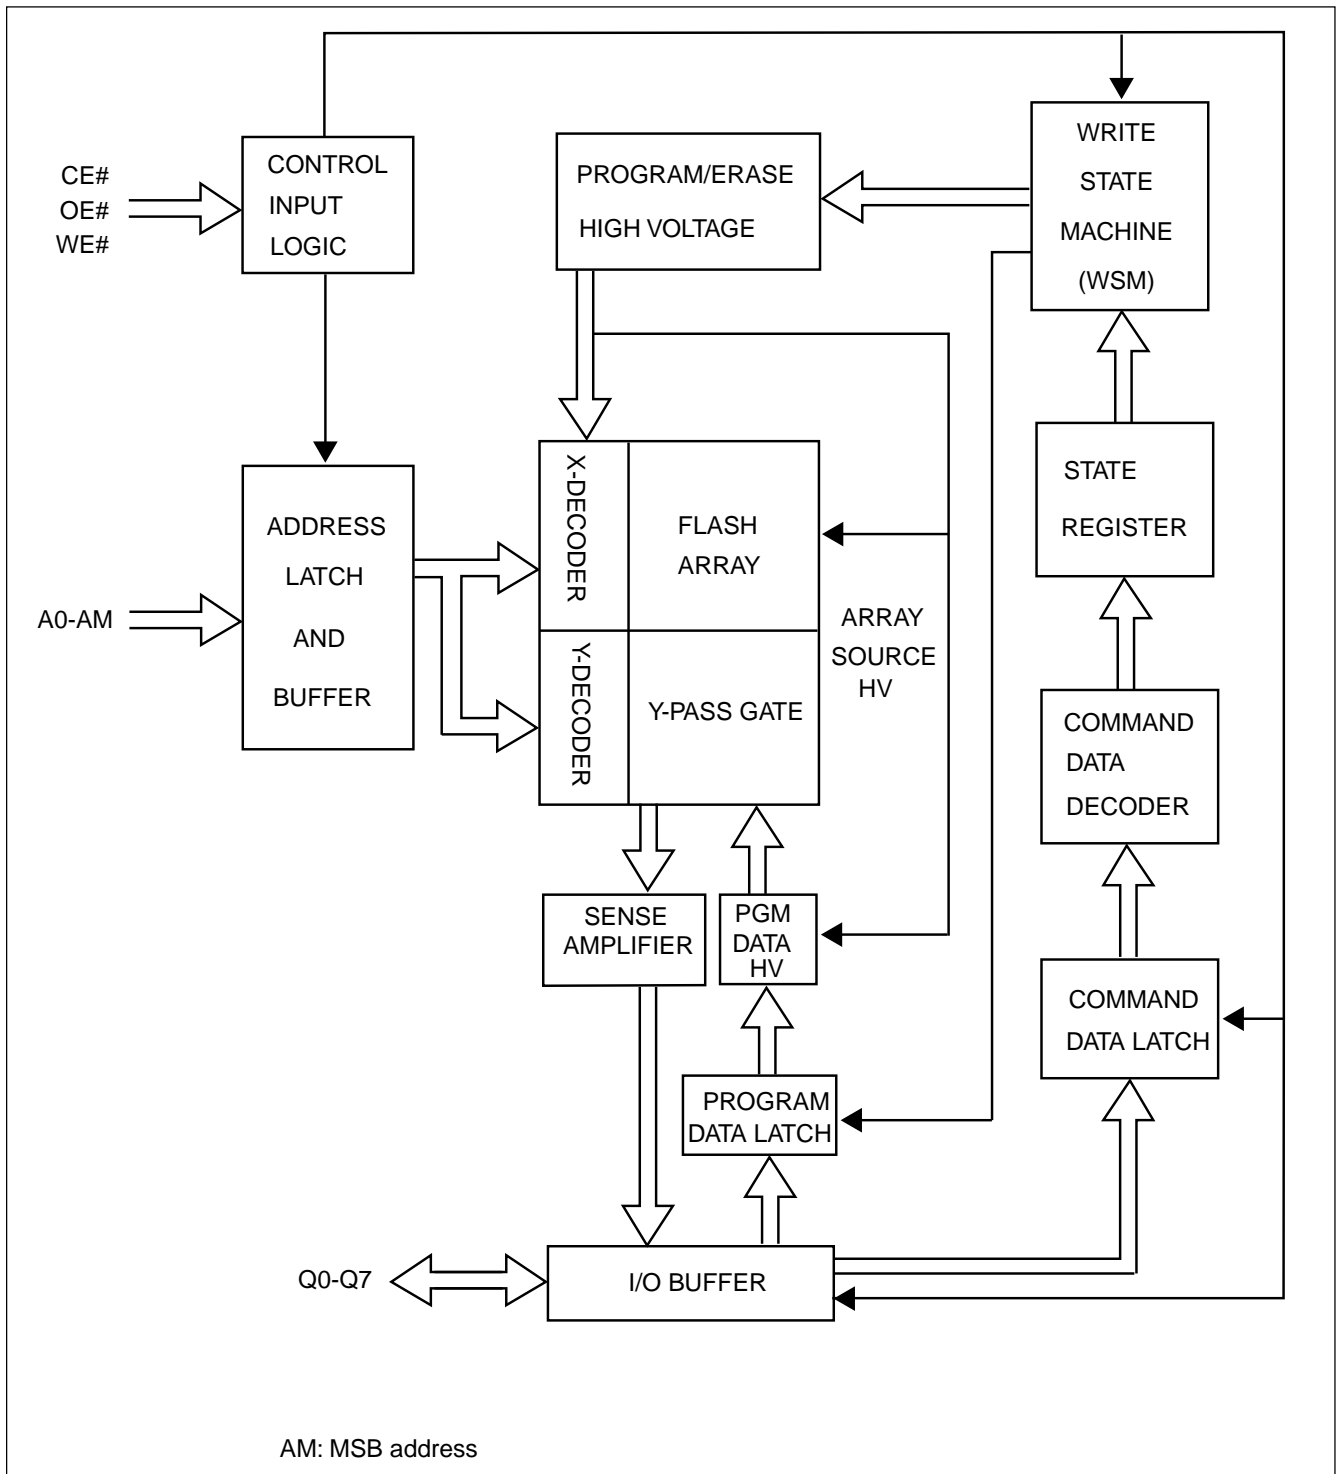 CE#
OE#
WE#
CONTROL
INPUT
LOGIC
PROGRAM/ERASE
HIGH VOLTAGE
WRITE
STATE
MACHINE
(WSM)
A0-AM
ADDRESS
LATCH
AND
BUFFER
X-DECODER
FLASH
ARRAY
Y-DECODER
Y-PASS GATE
ARRAY
SOURCE
HV
STATE
REGISTER
COMMAND
DATA
DECODER
SENSE
AMPLIFIER
PGM
DATA
HV
COMMAND
DATA LATCH
PROGRAM
DATA LATCH
Q0-Q7
I/O BUFFER
AM: MSB address